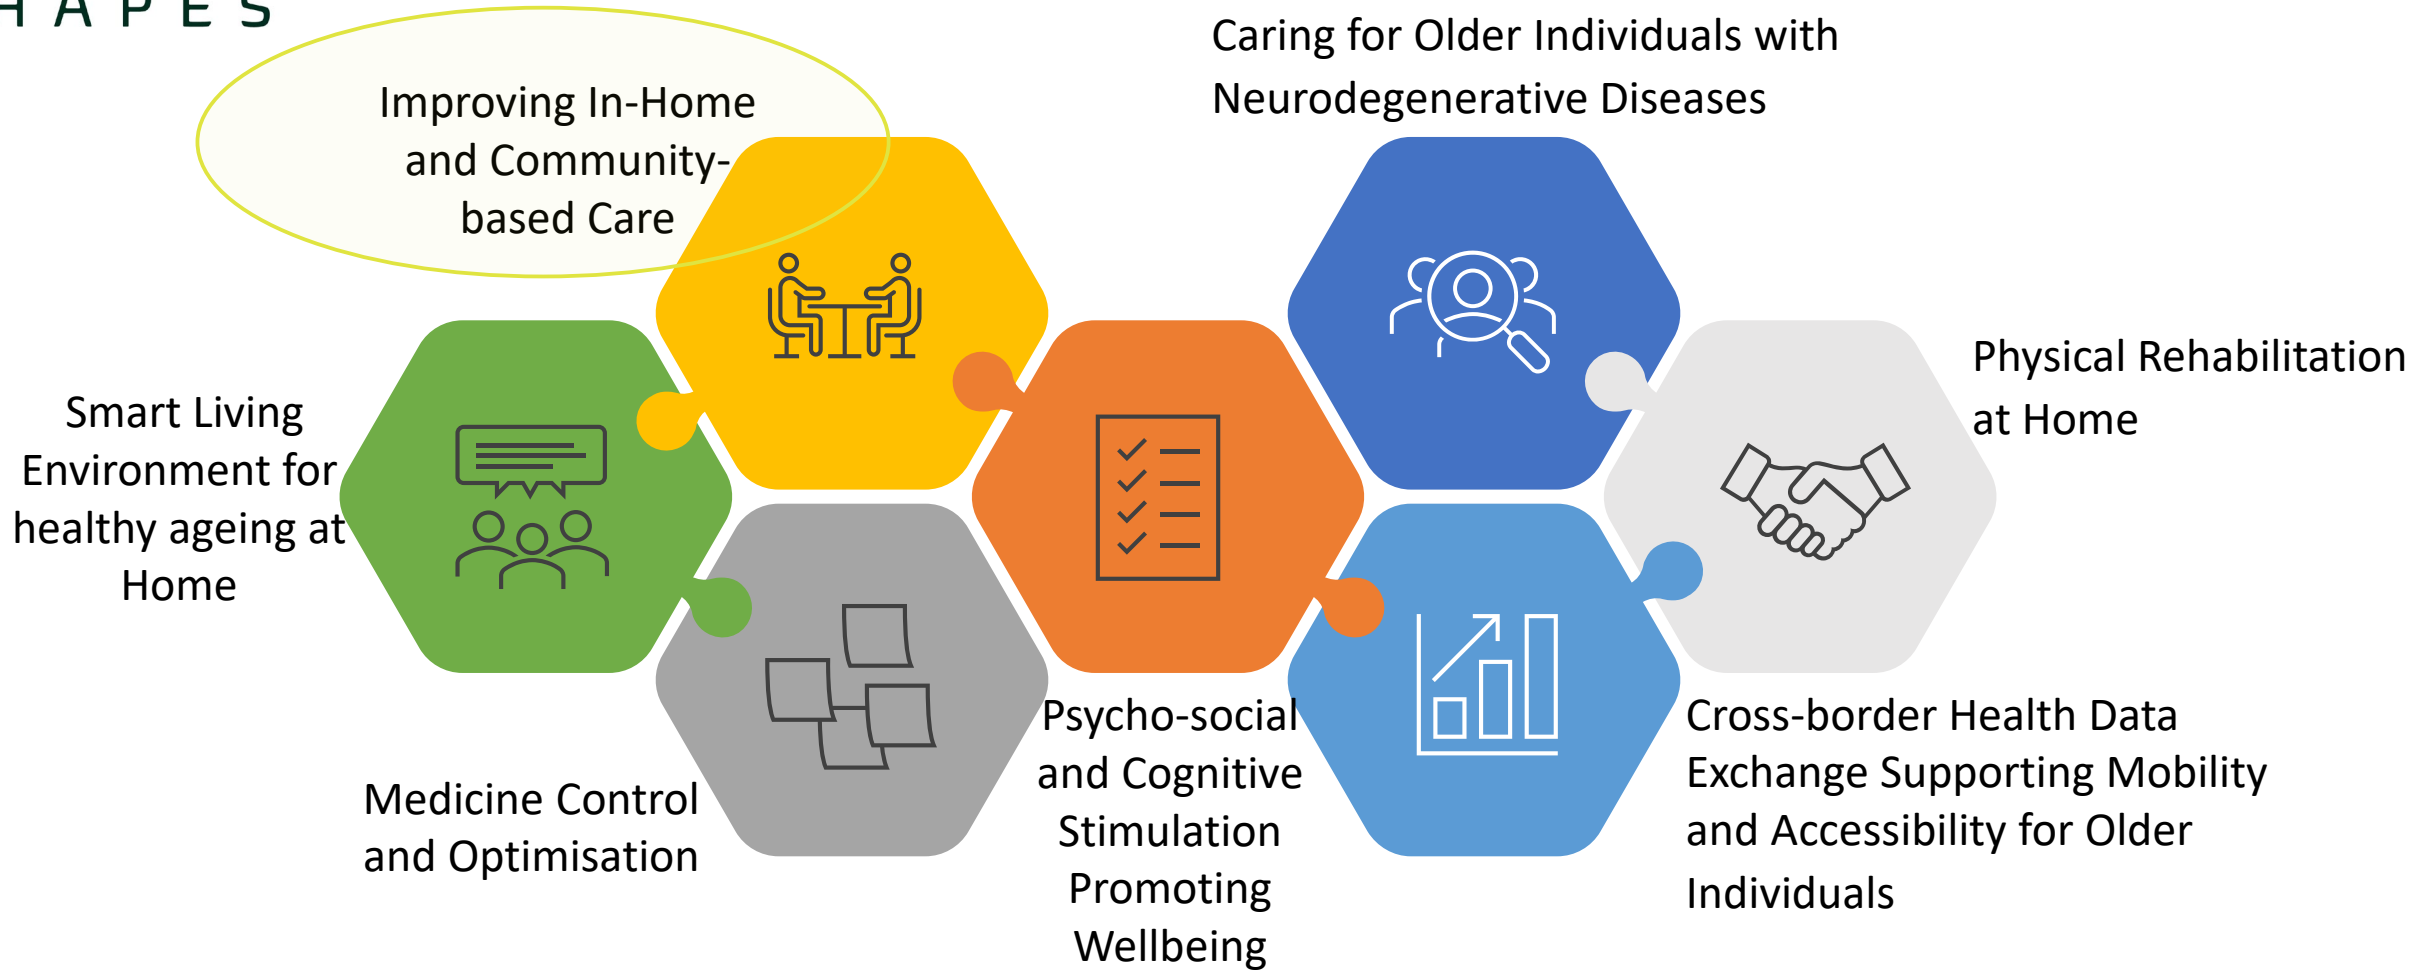 HAPES
Improving In-Home
and Community-
based Care
Caring for Older Individuals with
Neurodegenerative Diseases
Smart Living
Environment for
healthy ageing at
Home
Physical Rehabilitation
at Home
Medicine Control
and Optimisation
Psycho-social
and Cognitive
Stimulation
Promoting
Wellbeing
Cross-border Health Data
Exchange Supporting Mobility
and Accessibility for Older
Individuals